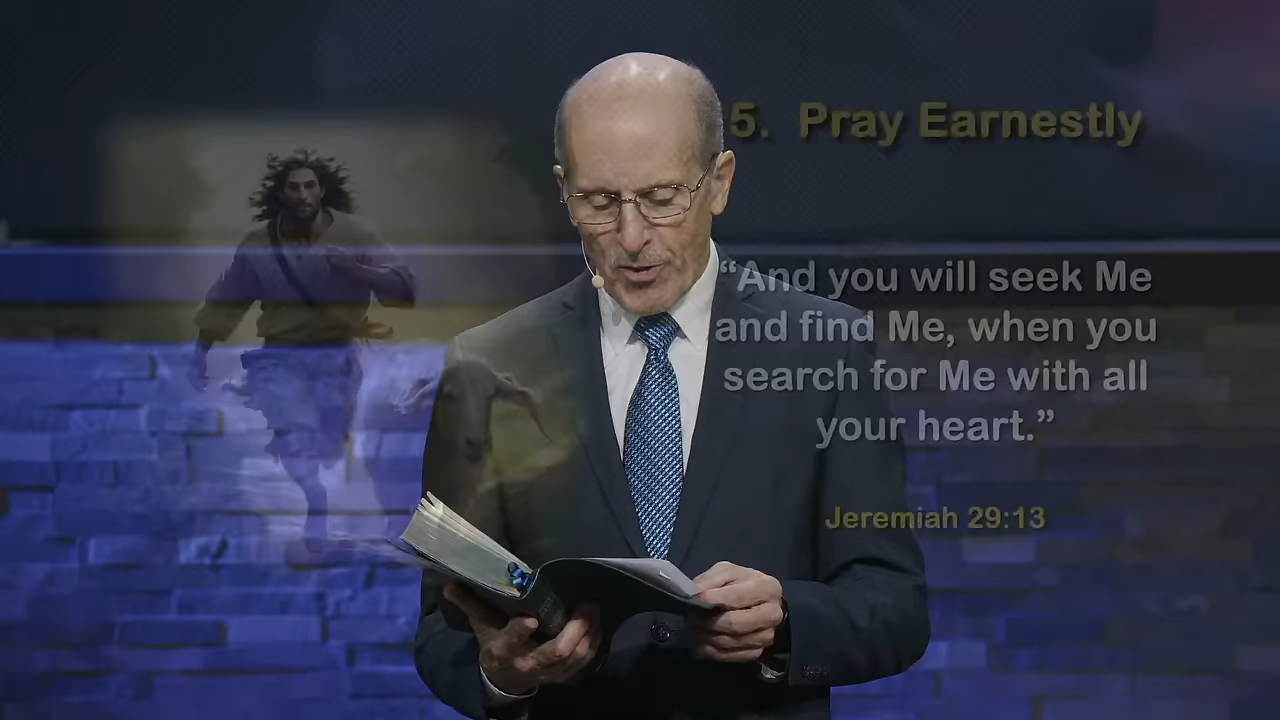 5. Pray Earnestly
“And you will seek Me
and find Me, when you
search for Me with all
your heart.”
Jeremiah 29:13